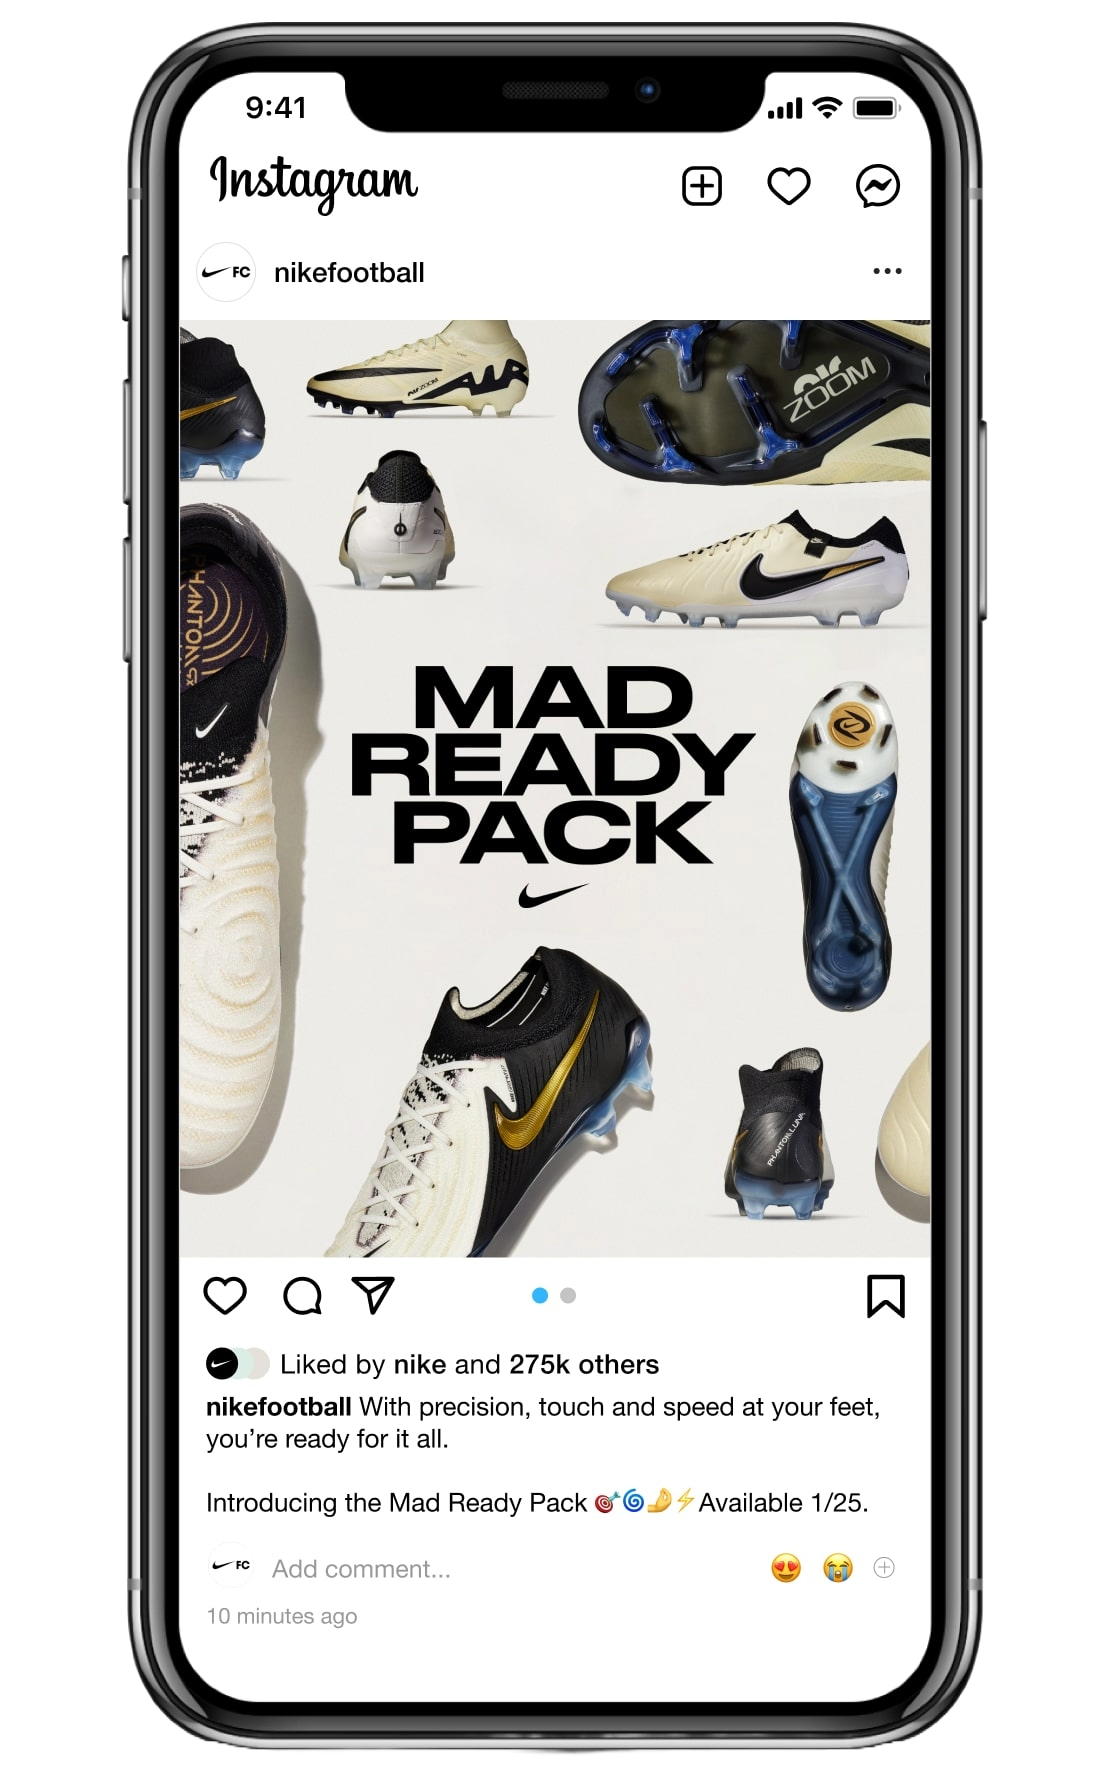 9:41
Instagram
FC
nikefootball
AIR ZOOM
AIR
ZOOM
PHANTOM GX
MAD
READY
PACK
PHANTOM LUNA
Liked by nike and 275k others
nikefootball With precision, touch and speed at your feet,
you’re ready for it all.
Introducing the Mad Ready Pack 🎯🌀🤌⚡Available 1/25.
FC
Add comment...
10 minutes ago